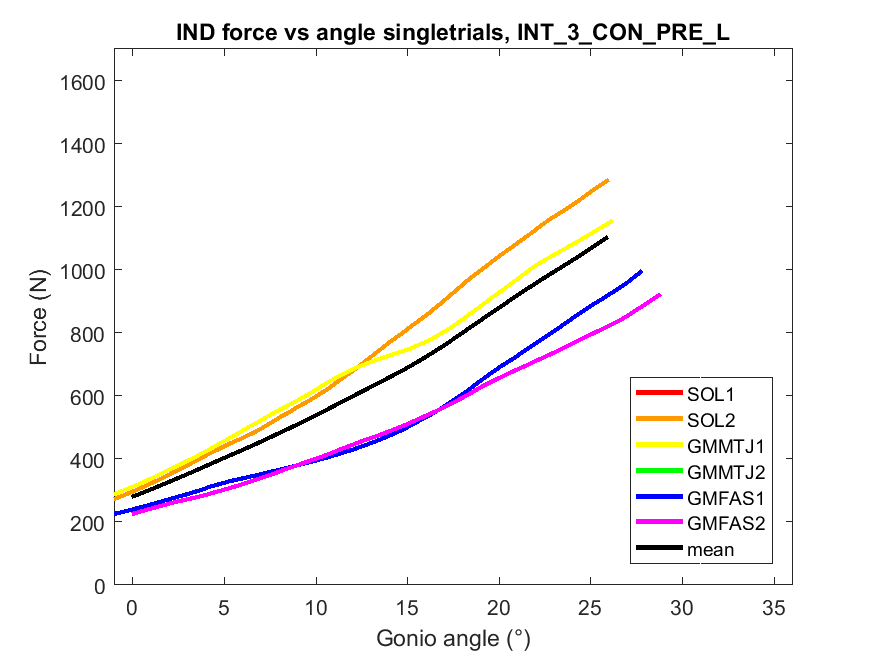 IND force vs angle singletrials, INT_3_CON_PRE_L
1600
1400
1200
1000
800
600
400
200
0
Force (N)
0 5 10 15 20 25 30 35
Gonio angle (°)
SOL1
SOL2
GMMTJ1
GMMTJ2
GMFAS1
GMFAS2
mean